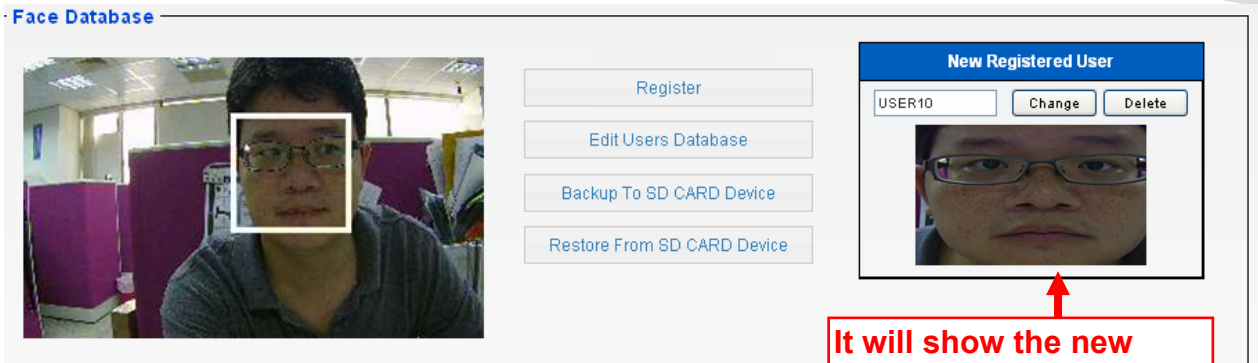 Face Database
Register
Edit Users Database
Backup To SD CARD Device
Restore From SD CARD Device
New Registered User
USER10
Change
Delete
It will show the new